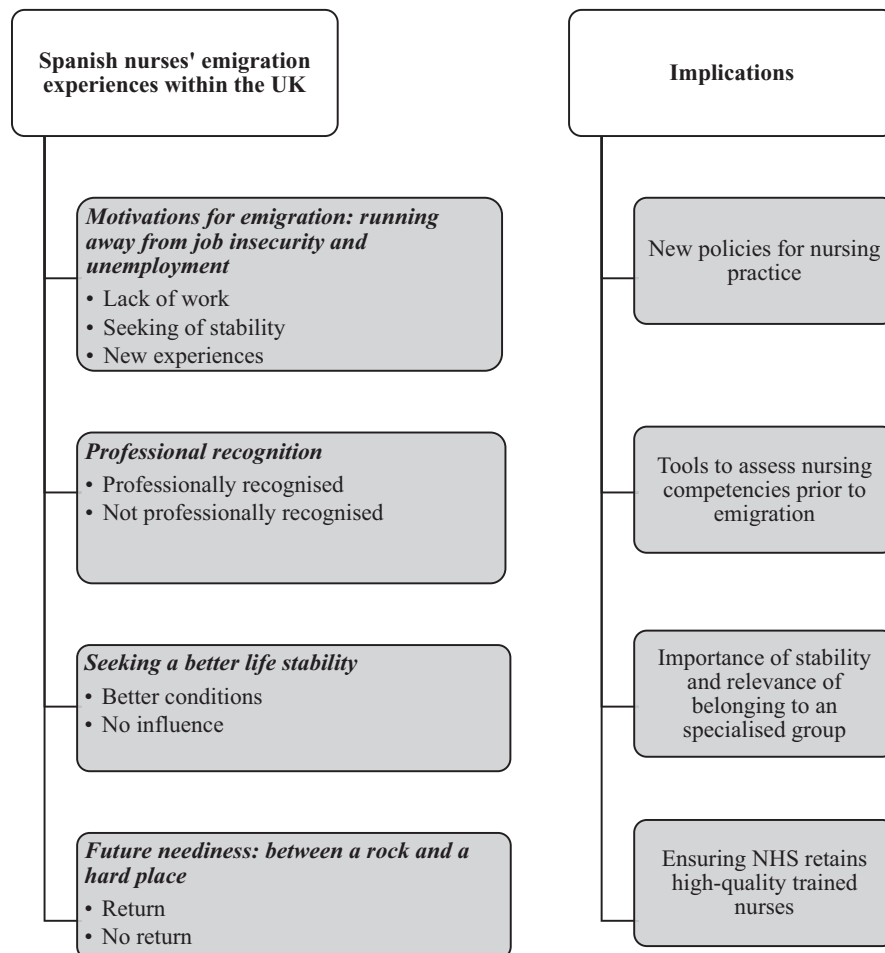 Spanish nurses' emigration
experiences within the UK
Motivations for emigration: running
away from job insecurity and
unemployment
• Lack of work
• Seeking of stability
• New experiences
Professional recognition
• Professionally recognised
• Not professionally recognised
Seeking a better life stability
• Better conditions
• No influence
Future neediness: between a rock and a
hard place
• Return
• No return
Implications
New policies for nursing
practice
Tools to assess nursing
competencies prior to
emigration
Importance of stability
and relevance of
belonging to an
specialised group
Ensuring NHS retains
high-quality trained
nurses